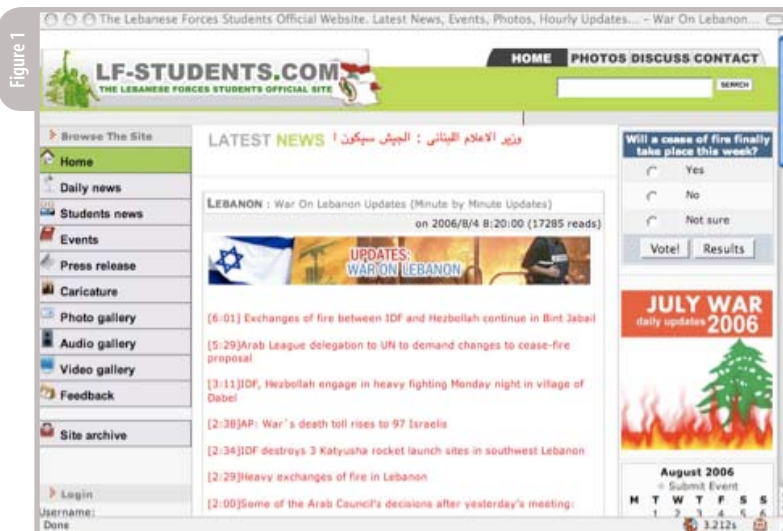 Figure 1
The Lebanese Forces Students Official Website. Latest News, Events, Photos, Hourly Updates... – War On Lebanon...
LF-STUDENTS.COM
THE LEBANESE FORCES STUDENTS OFFICIAL SITE
HOME PHOTOS DISCUSS CONTACT
SEARCH
Browse The Site
Home
Daily news
Students news
Events
Press release
Caricature
Photo gallery
Audio gallery
Video gallery
Feedback
Site archive
Login
Username:
Done
LATEST NEWS وزير الاعلام اللبناني : الجيش سيكون ا
LEBANON : War On Lebanon Updates (Minute by Minute Updates)
on 2006/8/4 8:20:00 (17285 reads)
UPDATES:
WAR ON LEBANON
[6:01] Exchanges of fire between IDF and Hezbollah continue in Bint Jabail
[5:29]Arab League delegation to UN to demand changes to cease-fire
proposal
[3:11]IDF, Hezbollah engage in heavy fighting Monday night in village of
Dabel
[2:38]AP: War`s death toll rises to 97 Israelis
[2:34]IDF destroys 3 Katyusha rocket launch sites in southwest Lebanon
[2:29]Heavy exchanges of fire in Lebanon
[2:00]Some of the Arab Council's decisions after yesterday's meeting:
Will a cease of fire finally
take place this week?
Yes
No
Not sure
Vote! Results
JULY WAR
daily updates 2006
August 2006
Submit Event
M T W T F S S
1 2 3 4 5 6
3.212s